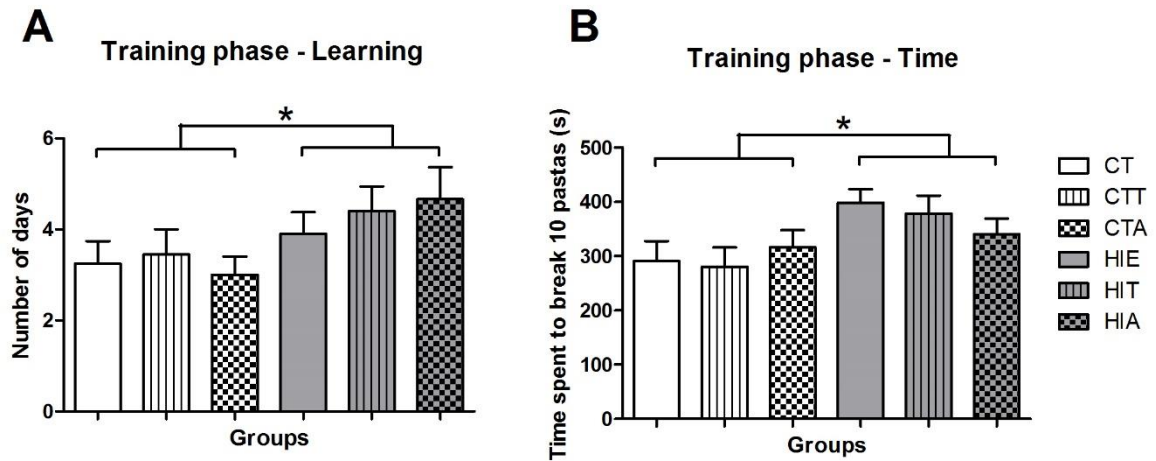 A
Training phase - Learning
*
Number of days
6
4
2
0
Groups
B
Training phase - Time
*
Time spent to break 10 pastas (s)
500
400
300
200
100
0
Groups
CT
CTT
CTA
HIE
HIT
HIA